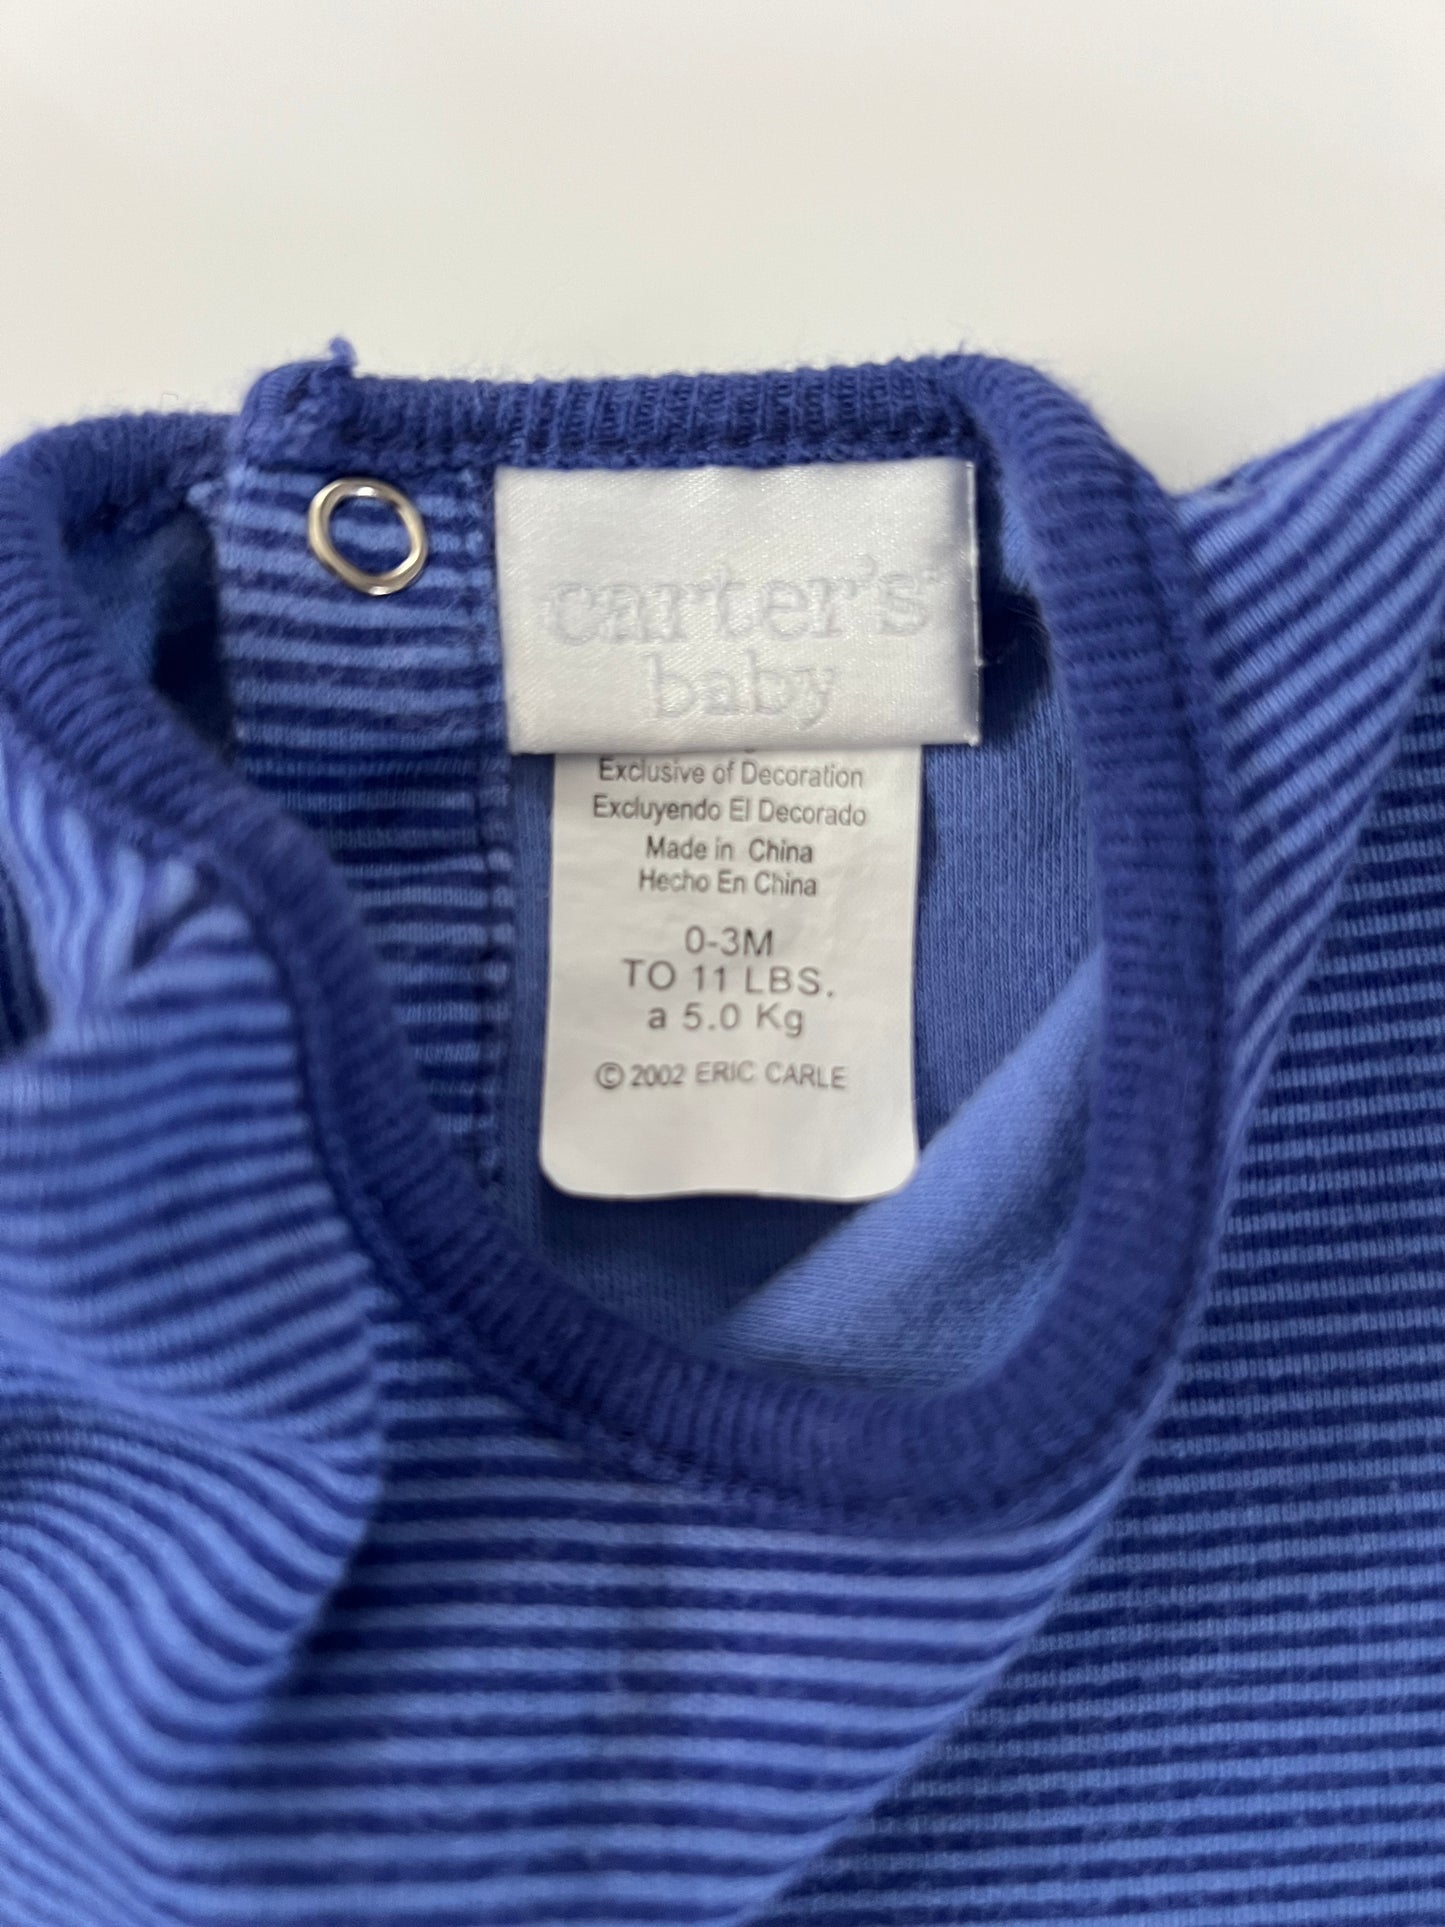 carter's
baby
Exclusive of Decoration
Excluyendo El Decorado
Made in China
Hecho En China
0-3M
TO 11 LBS.
a 5.0 Kg
© 2002 ERIC CARLE